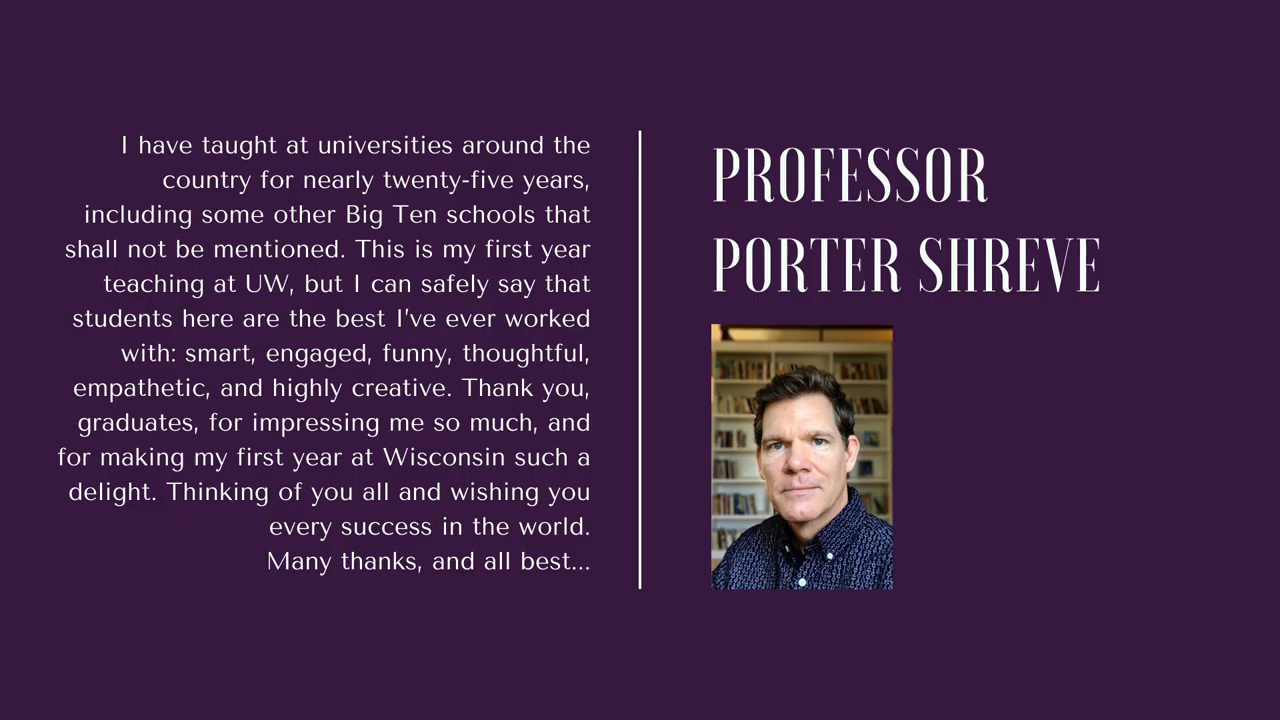 I have taught at universities around the
country for nearly twenty-five years,
including some other Big Ten schools that
shall not be mentioned. This is my first year
teaching at UW, but I can safely say that
students here are the best I've ever worked
with: smart, engaged, funny, thoughtful,
empathetic, and highly creative. Thank you,
graduates, for impressing me so much, and
for making my first year at Wisconsin such a
delight. Thinking of you all and wishing you
every success in the world.
Many thanks, and all best...
PROFESSOR
PORTER SHREVE